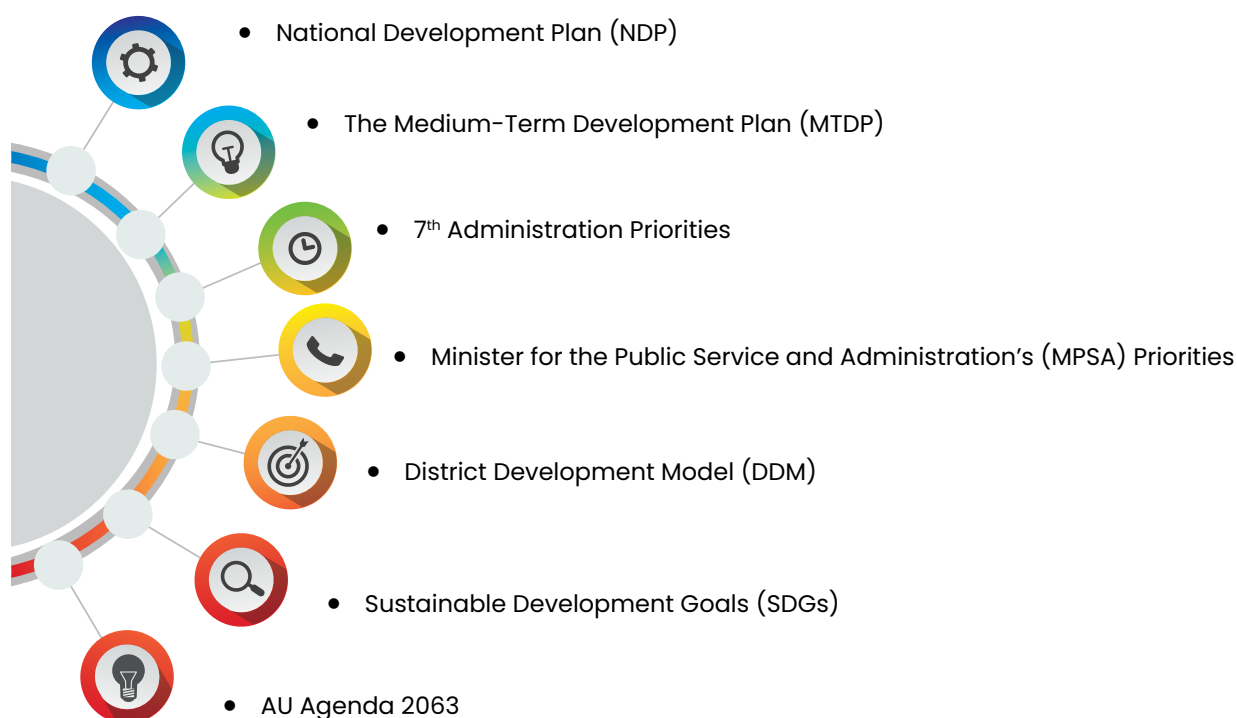 • National Development Plan (NDP)
• The Medium-Term Development Plan (MTDP)
• 7th Administration Priorities
• Minister for the Public Service and Administration’s (MPSA) Priorities
• District Development Model (DDM)
• Sustainable Development Goals (SDGs)
• AU Agenda 2063